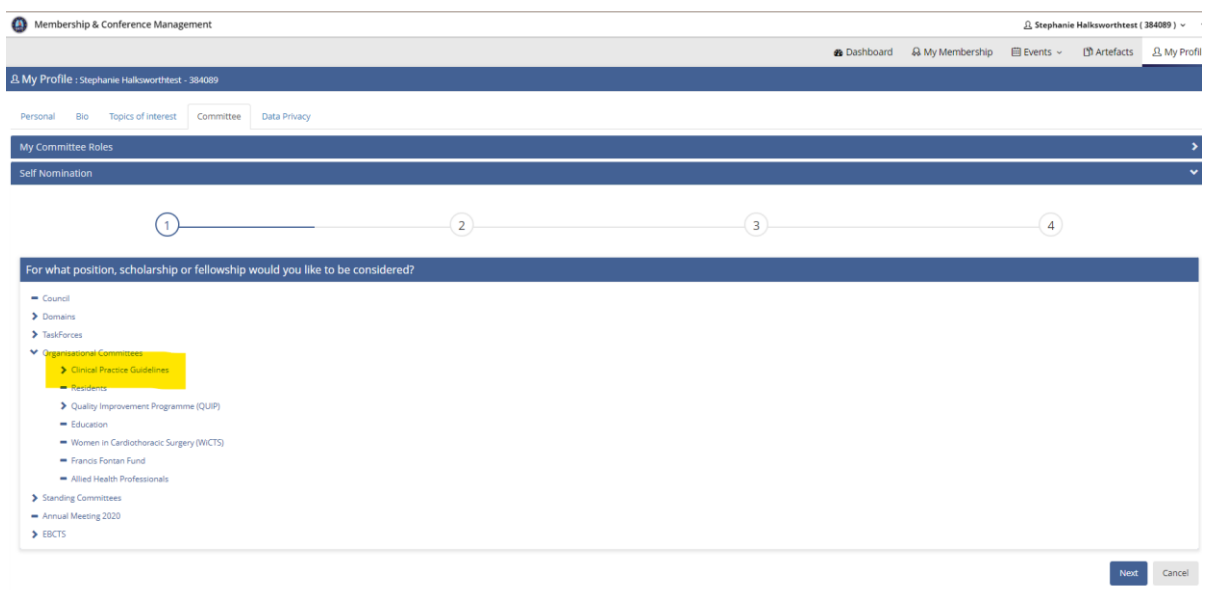 Membership & Conference Management
Stephanie Halksworthtest ( 384089 )
Dashboard My Membership Events Artefacts My Profil
My Profile : Stephanie Halksworthtest - 384089
Personal Bio Topics of interest Committee Data Privacy
My Committee Roles
Self Nomination
1 2 3 4
For what position, scholarship or fellowship would you like to be considered?
Council
Domains
TaskForces
Organisational Committees
Clinical Practice Guidelines
Residents
Quality Improvement Programme (QUIP)
Education
Women in Cardiothoracic Surgery (WiCTS)
Francis Fontan Fund
Allied Health Professionals
Standing Committees
Annual Meeting 2020
EBCTS
Next Cancel